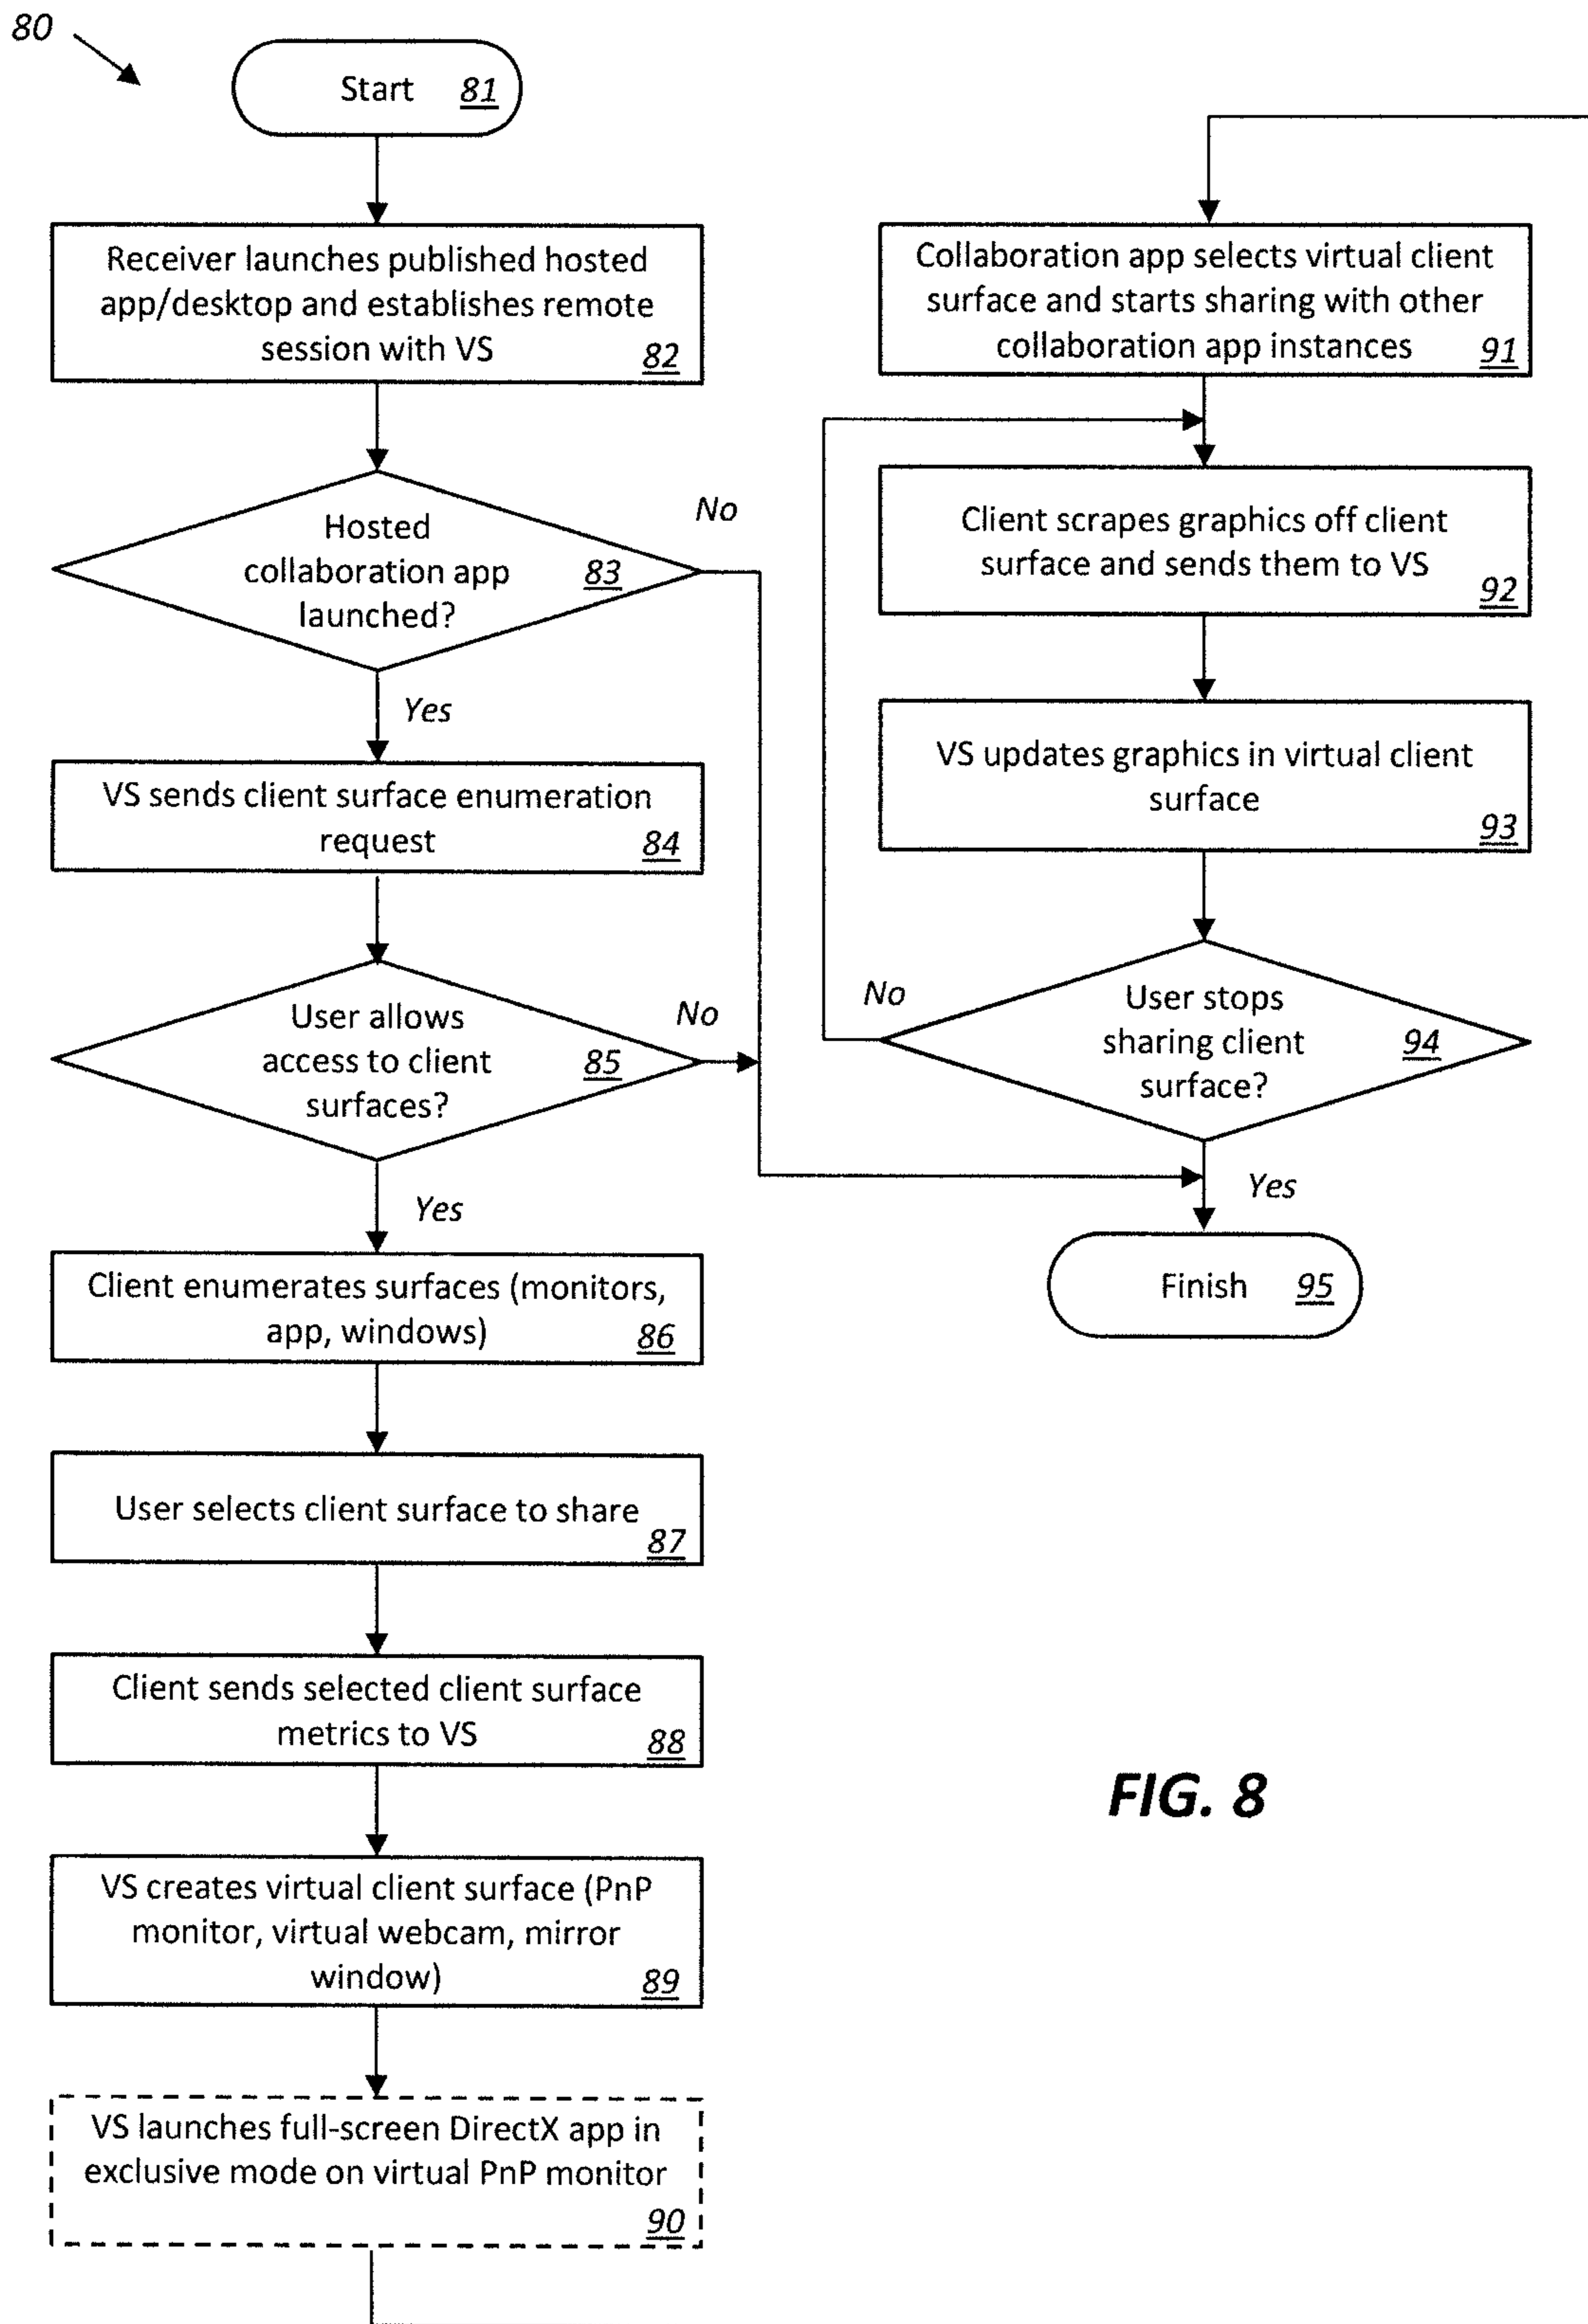 80
Start 81
Receiver launches published hosted
app/desktop and establishes remote
session with VS 82
Hosted
collaboration app 83
launched?
No
Yes
VS sends client surface enumeration
request 84
User allows
access to client 85
surfaces?
No
Yes
Client enumerates surfaces (monitors,
app, windows) 86
User selects client surface to share
87
Client sends selected client surface
metrics to VS 88
VS creates virtual client surface (PnP
monitor, virtual webcam, mirror
window) 89
VS launches full-screen DirectX app in
exclusive mode on virtual PnP monitor
90
Collaboration app selects virtual client
surface and starts sharing with other
collaboration app instances 91
Client scrapes graphics off client
surface and sends them to VS
92
VS updates graphics in virtual client
surface
93
No
User stops
sharing client 94
surface?
Yes
Finish 95
FIG. 8